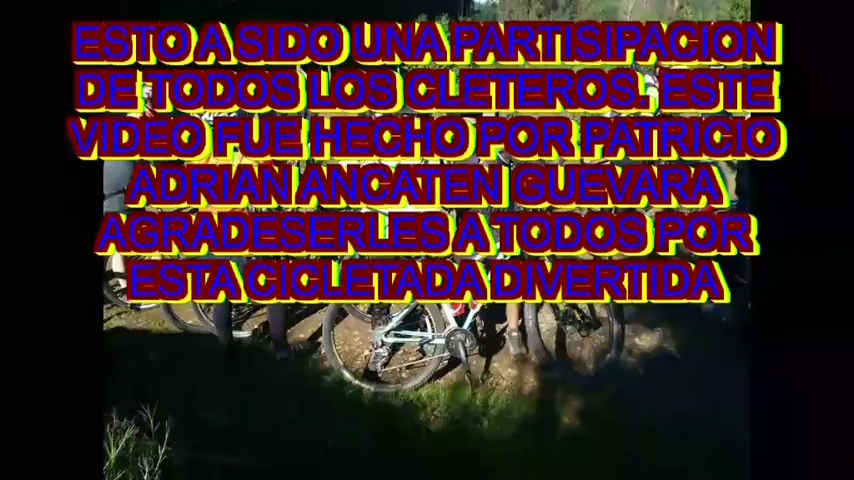 ESTO A SIDO UNA PARTISIPACION
DE TODOS LOS CLETEROS. ESTE
VIDEO FUE HECHO POR PATRICIO
ADRIAN ANCATEN GUEVARA
AGRADESERLES A TODOS POR
ESTA CICLETADA DIVERTIDA